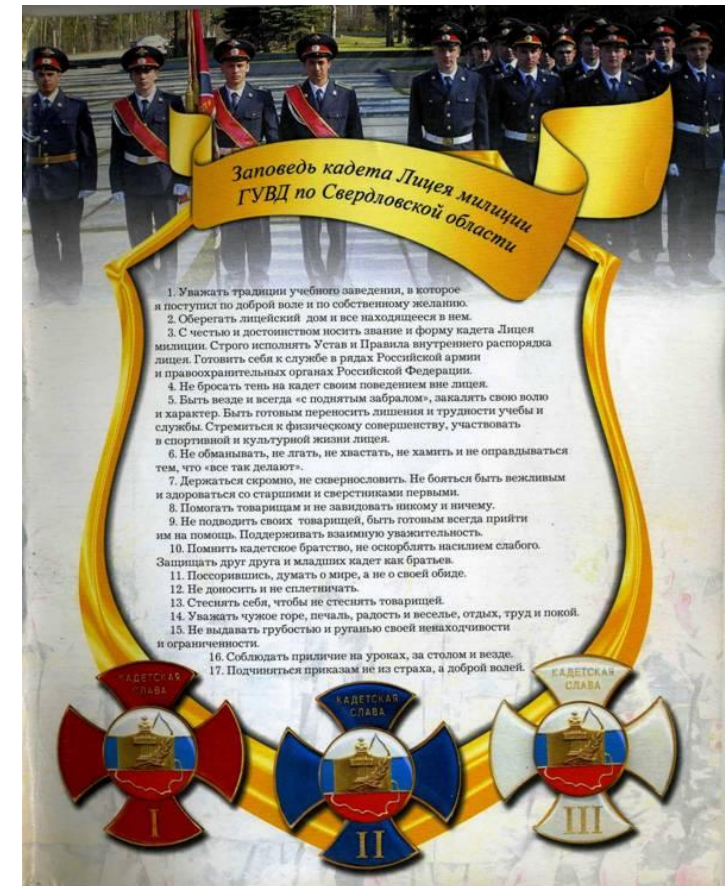 Заповедь кадета Лицея милиции
ГУВД по Свердловской области
1. Уважать традиции учебного заведения, в которое
я поступил по доброй воле и по собственному желанию.
2. Оберегать лицейский дом и все находящееся в нем.
3. С честью и достоинством носить звание и форму кадета Лицея
милиции. Строго исполнять Устав и Правила внутреннего распорядка
лицея. Готовить себя к службе в рядах Российской армии
и правоохранительных органах Российской Федерации.
4. Не бросать тень на кадет своим поведением вне лицея.
5. Быть везде и всегда «с поднятым забралом», закалять свою волю
и характер. Быть готовым переносить лишения и трудности учебы и
службы. Стремиться к физическому совершенству, участвовать
в спортивной и культурной жизни лицея.
6. Не обманывать, не лгать, не хвастать, не хамить и не оправдываться
тем, что «все так делают».
7. Держаться скромно, не сквернословить. Не бояться быть вежливым
и здороваться со старшими и сверстниками первыми.
8. Помогать товарищам и не завидовать никому и ничему.
9. Не подводить своих товарищей, быть готовым всегда прийти
им на помощь. Поддерживать взаимную уважительность.
10. Помнить кадетское братство, не оскорблять насилием слабого.
Защищать друг друга и младших кадет как братьев.
11. Поссорившись, думать о мире, а не о своей обиде.
12. Не доносить и не сплетничать.
13. Стеснять себя, чтобы не стеснять товарищей.
14. Уважать чужое горе, печаль, радость и веселье, отдых, труд и покой.
15. Не выдавать грубостью и руганью своей ненаходчивости
и ограниченности.
16. Соблюдать приличие на уроках, за столом и везде.
17. Подчиняться приказам не из страха, а доброй волей.
КАДЕТСКАЯ
СЛАВА
I
КАДЕТСКАЯ
СЛАВА
II
КАДЕТСКАЯ
СЛАВА
III